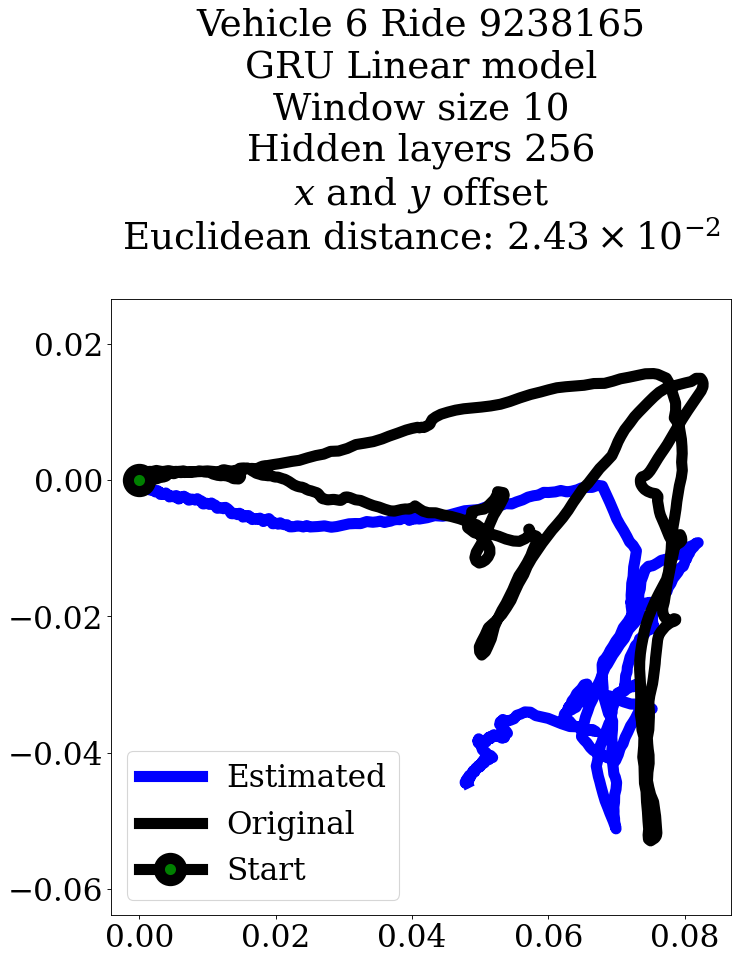 Vehicle 6 Ride 9238165
GRU Linear model
Window size 10
Hidden layers 256
x and y offset
Euclidean distance: 2.43 × 10⁻²
0.02
0.00
−0.02
−0.04
−0.06
Estimated
Original
Start
0.00 0.02 0.04 0.06 0.08